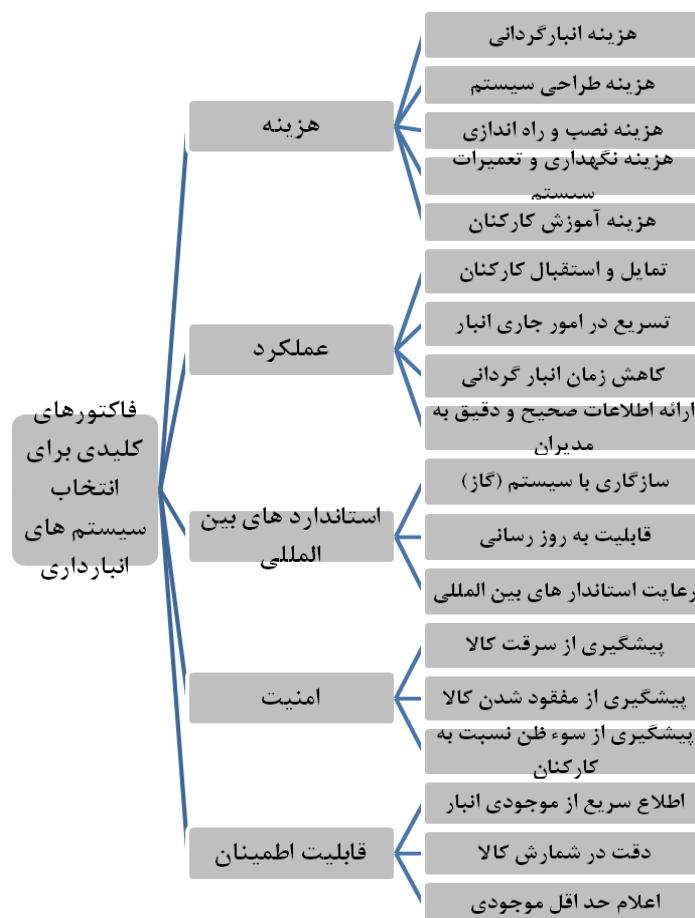 فاکتورهای
کلیدی برای
انتخاب
سیستم های
انبارداری
هزینه
هزینه انبارگردانی
هزینه طراحی سیستم
هزینه نصب و راه اندازی
هزینه نگهداری و تعمیرات
سیستم
هزینه آموزش کارکنان
عملکرد
تمایل و استقبال کارکنان
تسریع در امور جاری انبار
کاهش زمان انبار گردانی
ارائه اطلاعات صحیح و دقیق به
مدیران
استاندارد های بین
المللی
سازگاری با سیستم (گاز)
قابلیت به روز رسانی
رعایت استاندار های بین المللی
امنیت
پیشگیری از سرقت کالا
پیشگیری از مفقود شدن کالا
پیشگیری از سوء ظن نسبت به
کارکنان
قابلیت اطمینان
اطلاع سریع از موجودی انبار
دقت در شمارش کالا
اعلام حد اقل موجودی